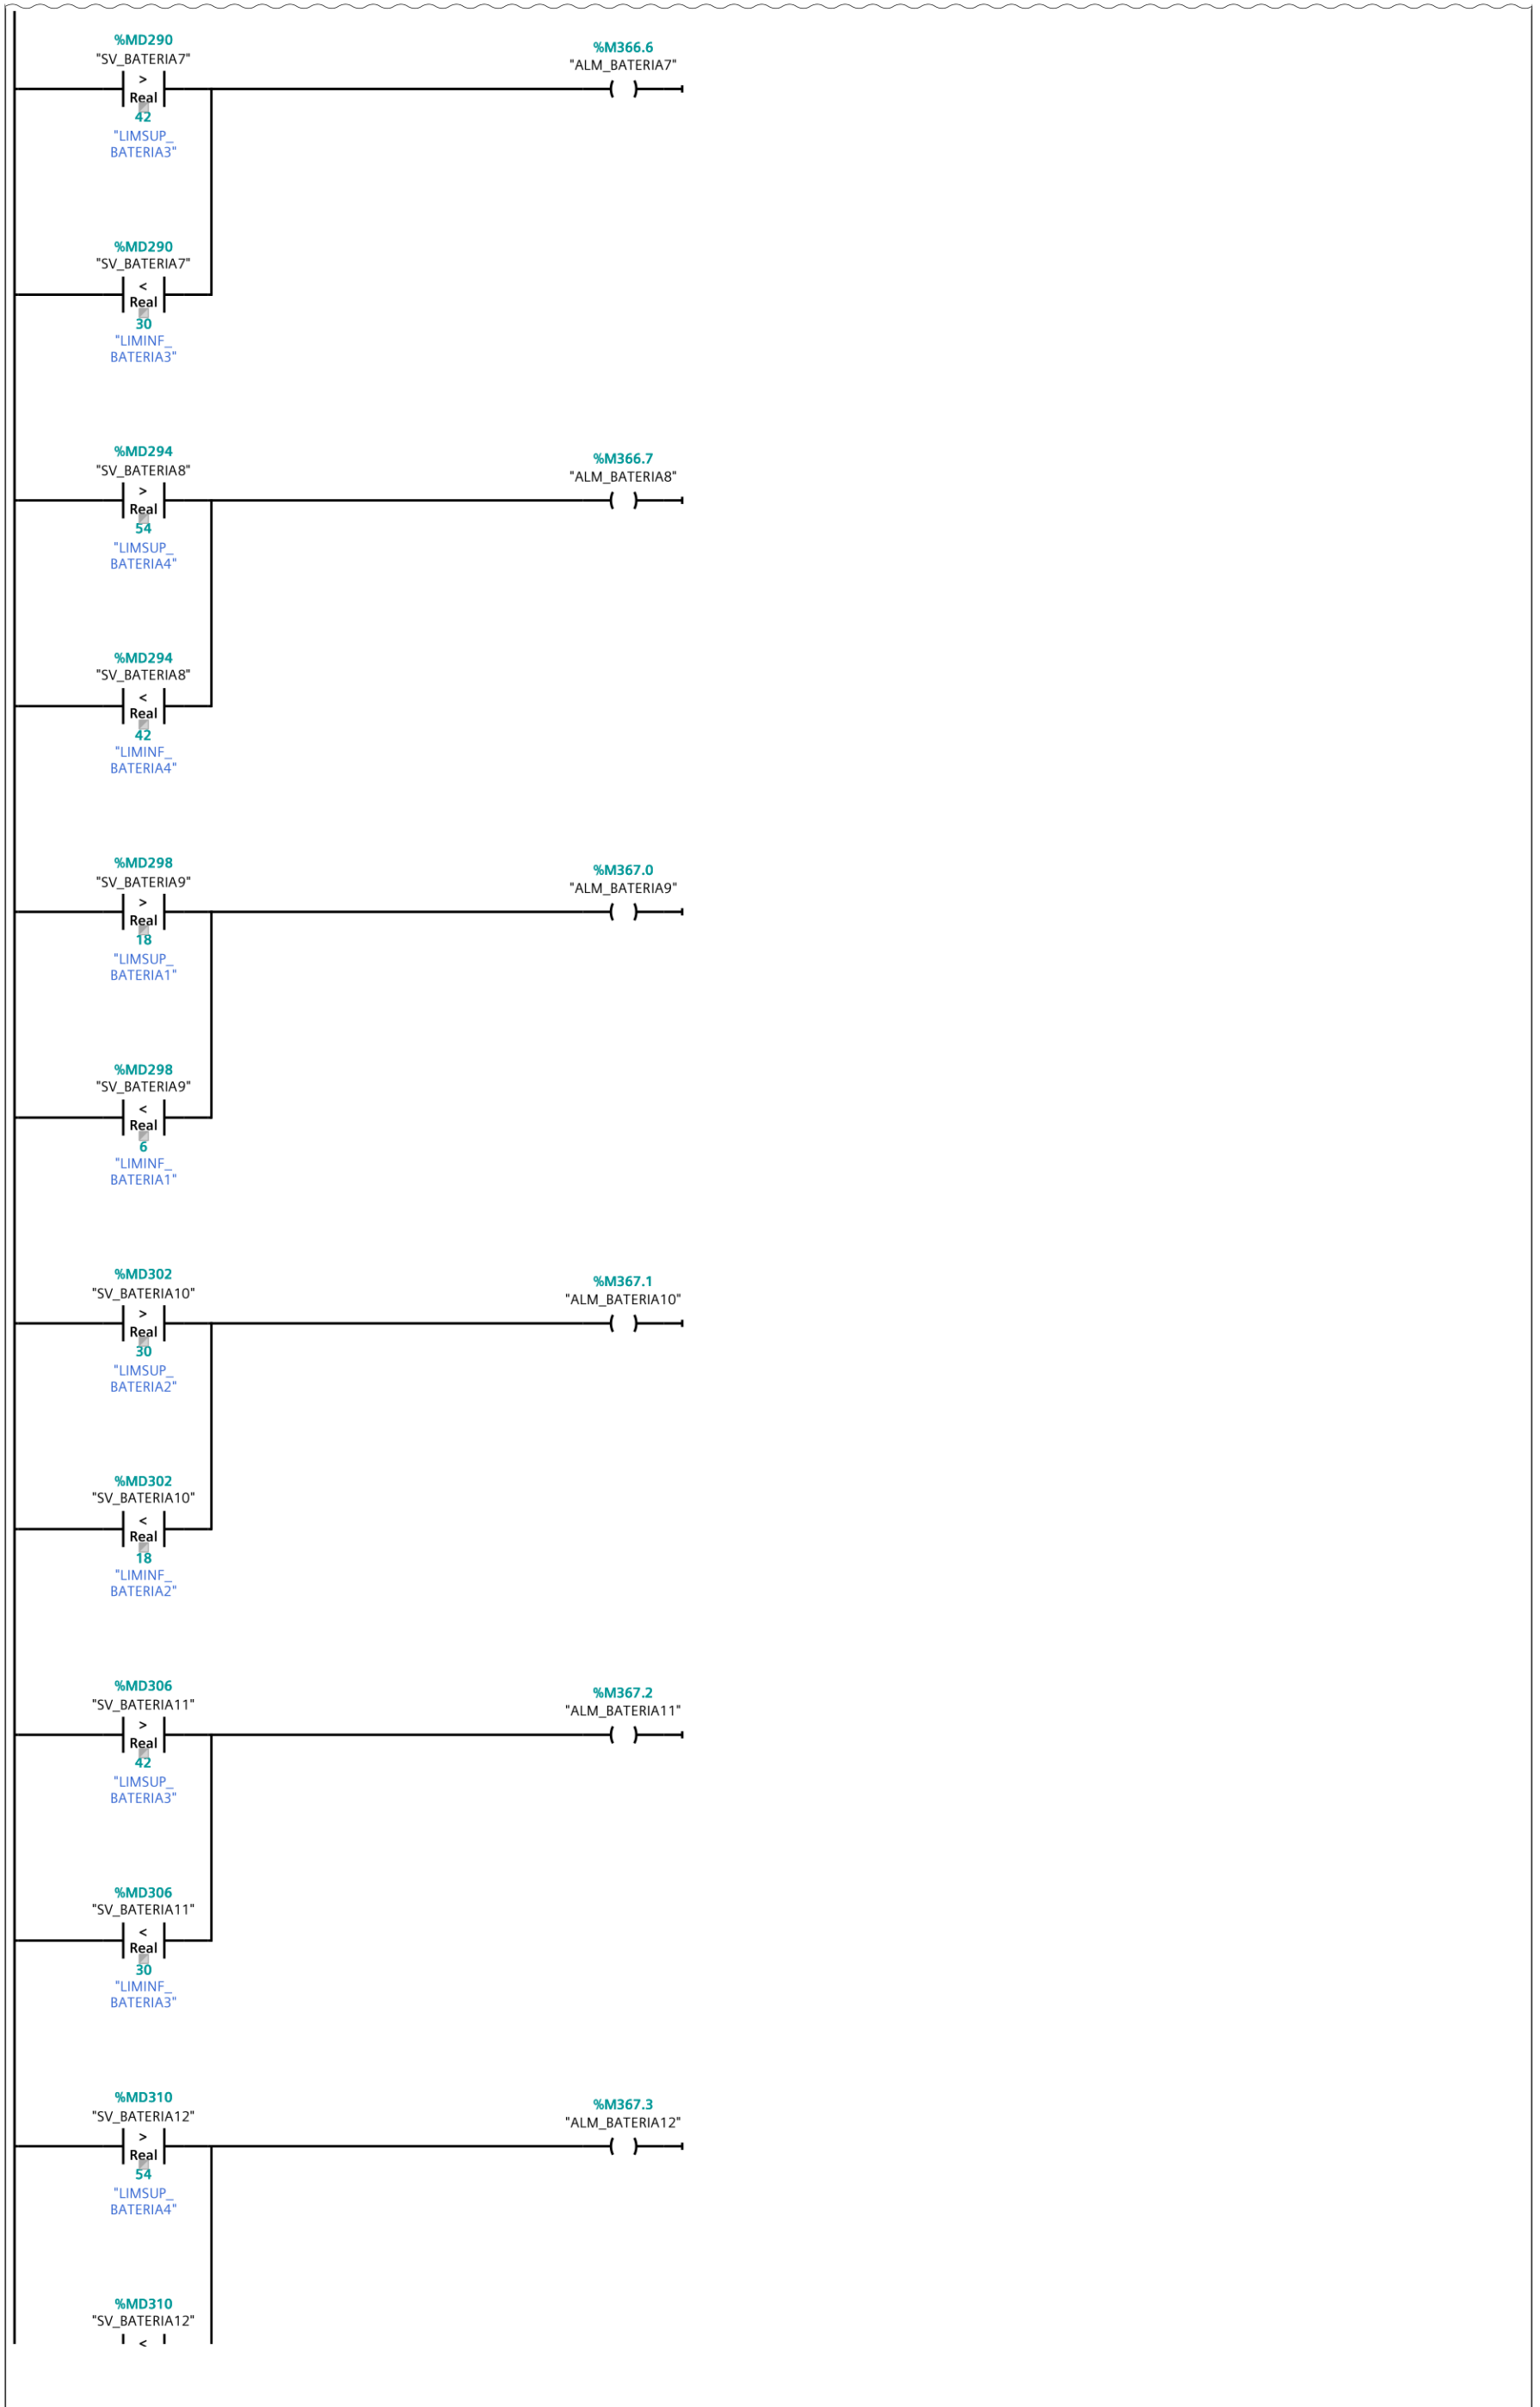 %MD290
"SV_BATERIA7"
%M366.6
"ALM_BATERIA7"
>
Real
42
"LIMSUP_
BATERIA3"
%MD290
"SV_BATERIA7"
<
Real
30
"LIMINF_
BATERIA3"
%MD294
"SV_BATERIA8"
%M366.7
"ALM_BATERIA8"
>
Real
54
"LIMSUP_
BATERIA4"
%MD294
"SV_BATERIA8"
<
Real
42
"LIMINF_
BATERIA4"
%MD298
"SV_BATERIA9"
%M367.0
"ALM_BATERIA9"
>
Real
18
"LIMSUP_
BATERIA1"
%MD298
"SV_BATERIA9"
<
Real
6
"LIMINF_
BATERIA1"
%MD302
"SV_BATERIA10"
%M367.1
"ALM_BATERIA10"
>
Real
30
"LIMSUP_
BATERIA2"
%MD302
"SV_BATERIA10"
<
Real
18
"LIMINF_
BATERIA2"
%MD306
"SV_BATERIA11"
%M367.2
"ALM_BATERIA11"
>
Real
42
"LIMSUP_
BATERIA3"
%MD306
"SV_BATERIA11"
<
Real
30
"LIMINF_
BATERIA3"
%MD310
"SV_BATERIA12"
%M367.3
"ALM_BATERIA12"
>
Real
54
"LIMSUP_
BATERIA4"
%MD310
"SV_BATERIA12"
<